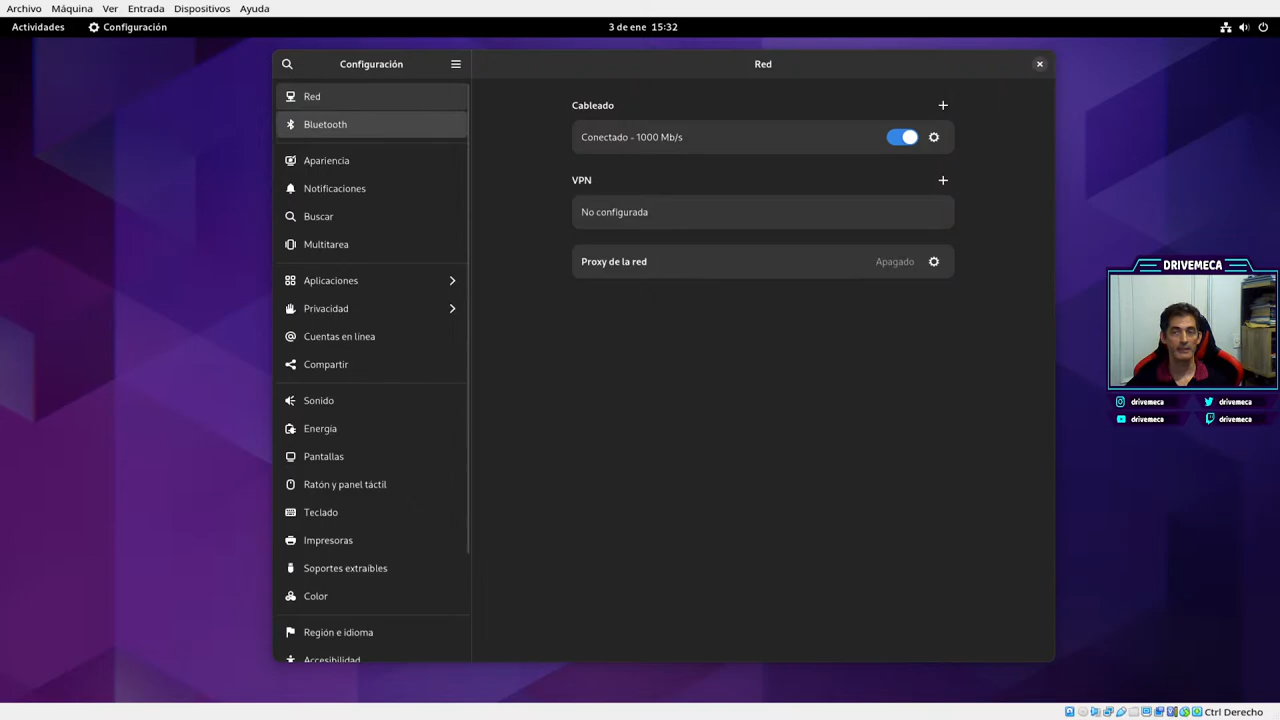 Archivo Máquina Ver Entrada Dispositivos Ayuda
Actividades Configuración 3 de ene 15:32
Configuración
Red
Red
Bluetooth
Apariencia
Notificaciones
Buscar
Multitarea
Aplicaciones
Privacidad
Cuentas en línea
Compartir
Sonido
Energía
Pantallas
Ratón y panel táctil
Teclado
Impresoras
Soportes extraíbles
Color
Región e idioma
Accesibilidad
Cableado
Conectado - 1000 Mb/s
VPN
No configurada
Proxy de la red Apagado
DRIVEMECA
drivemeca drivemeca
drivemeca drivemeca
Ctrl Derecho